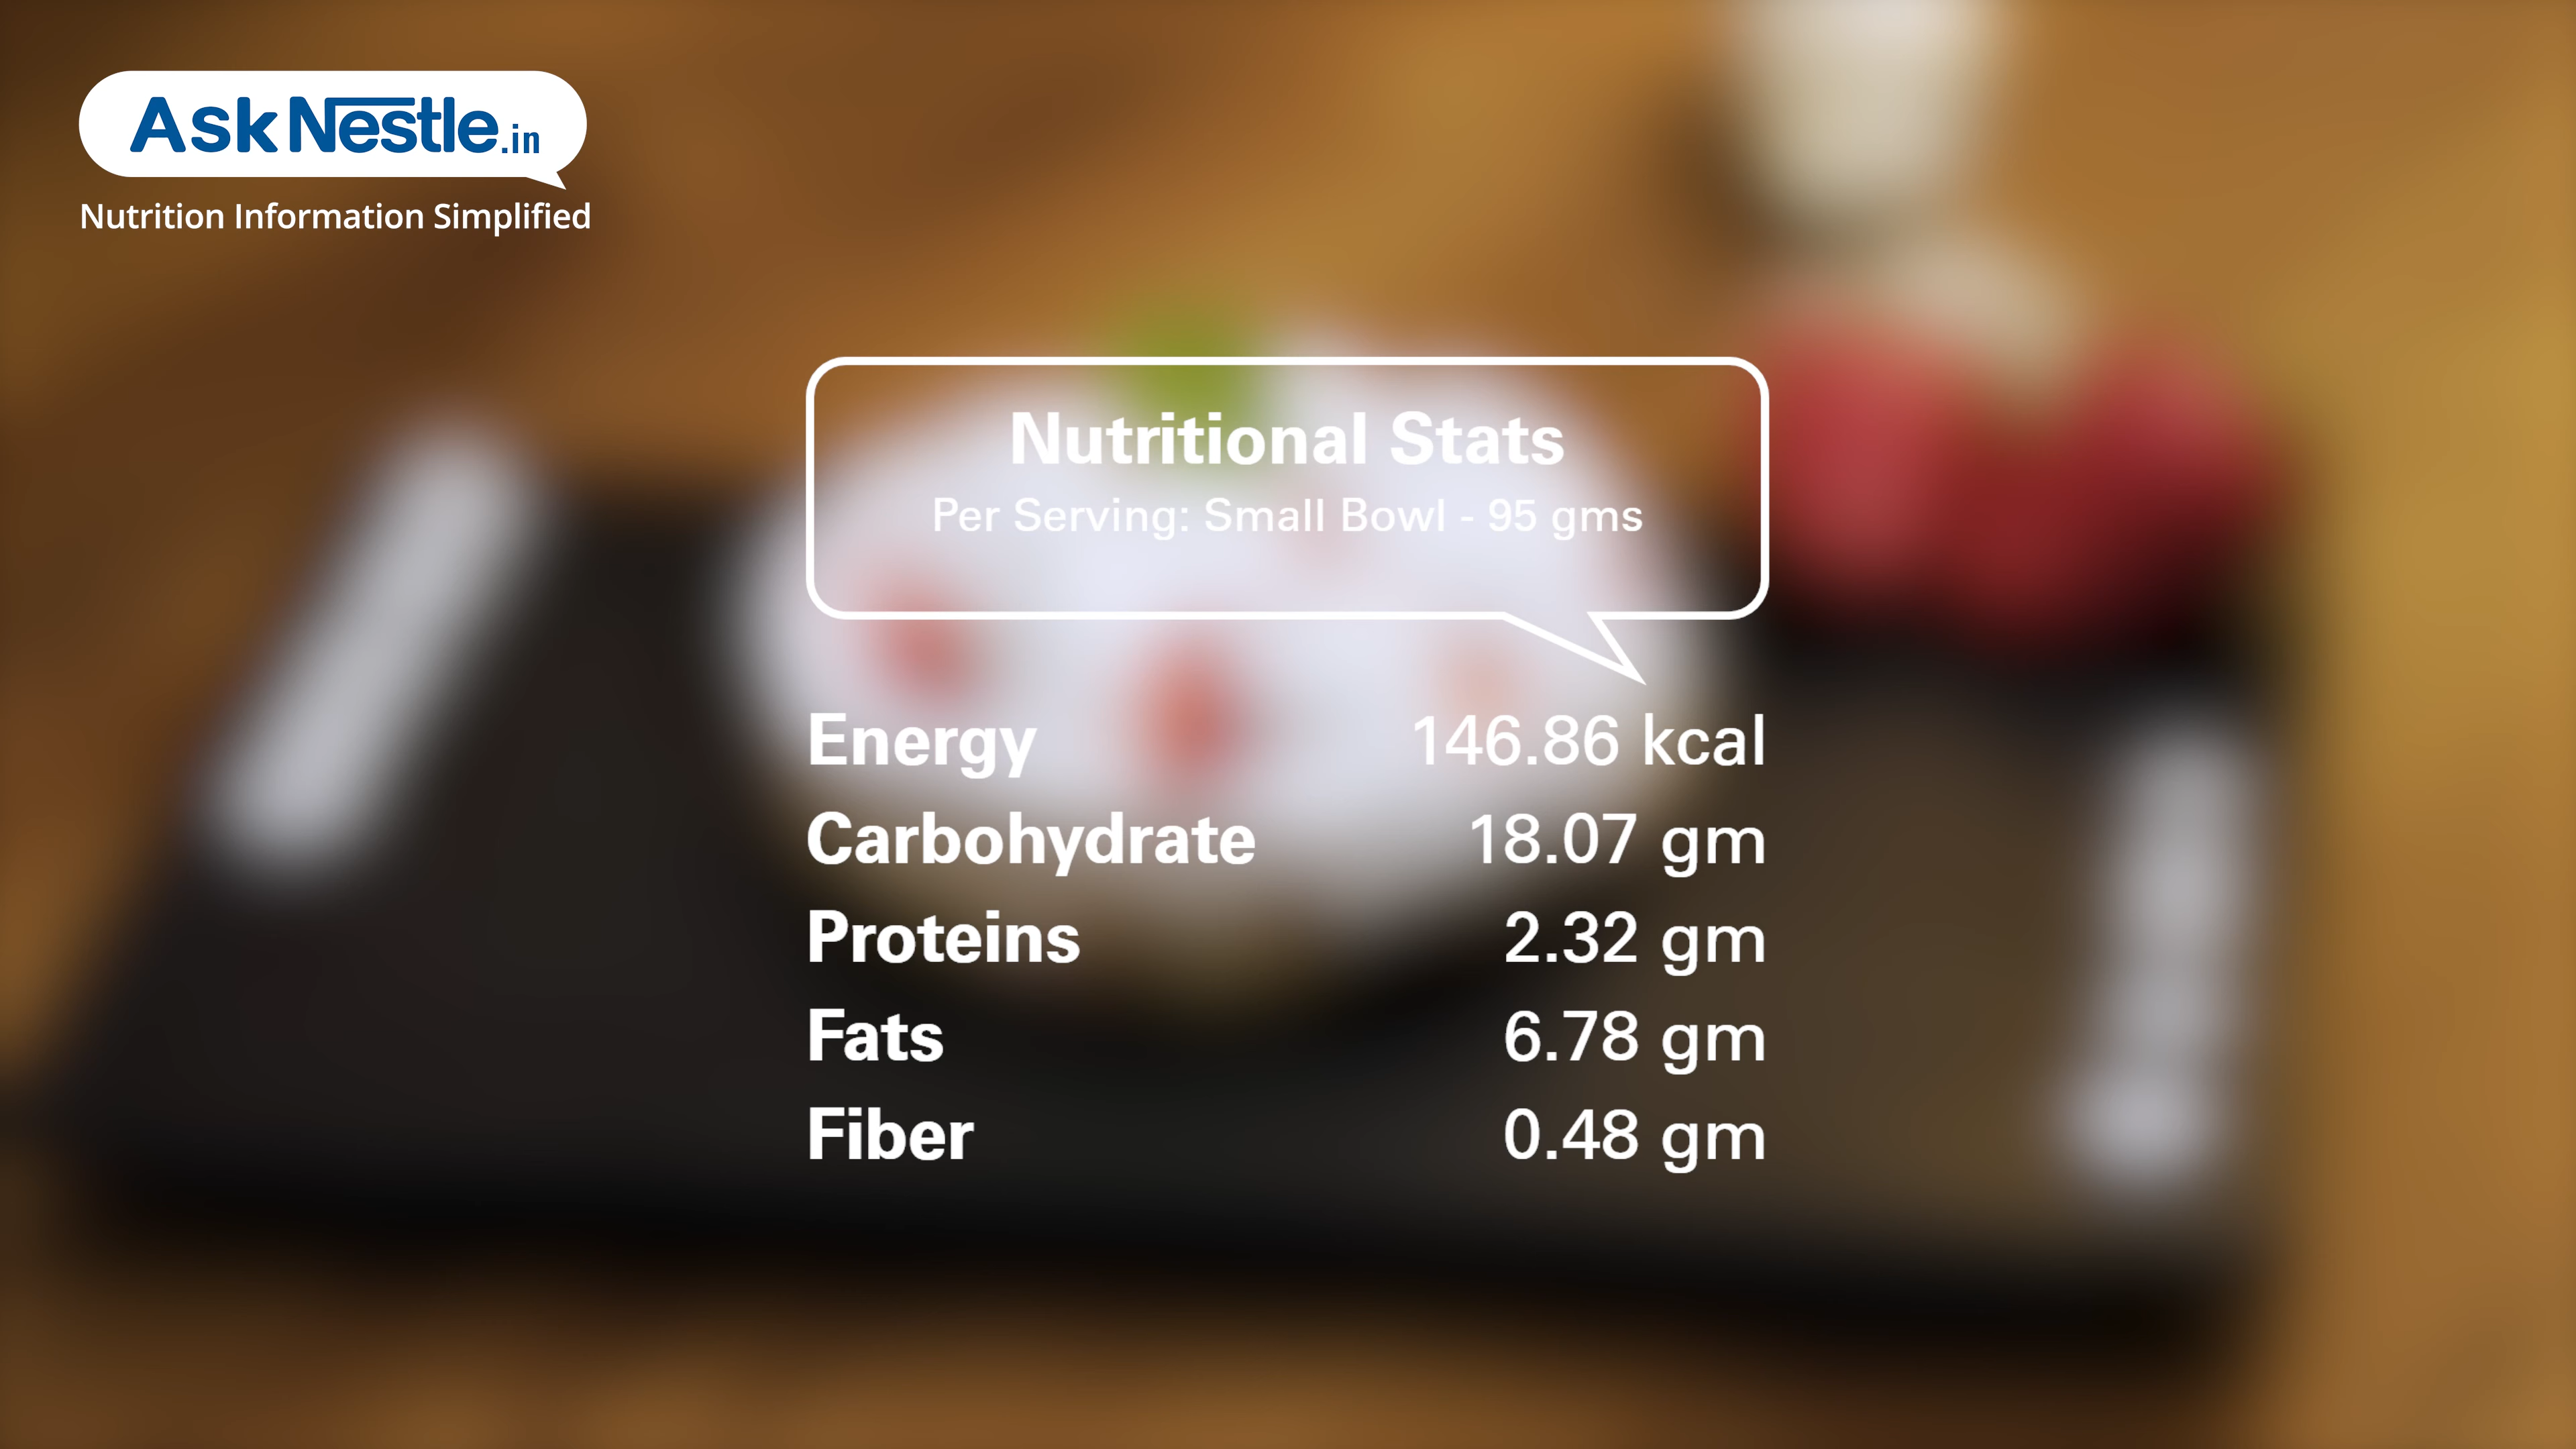 AskNestle.in
Nutrition Information Simplified
Nutritional Stats
Per Serving: Small Bowl - 95 gms
Energy 146.86 kcal
Carbohydrate 18.07 gm
Proteins 2.32 gm
Fats 6.78 gm
Fiber 0.48 gm